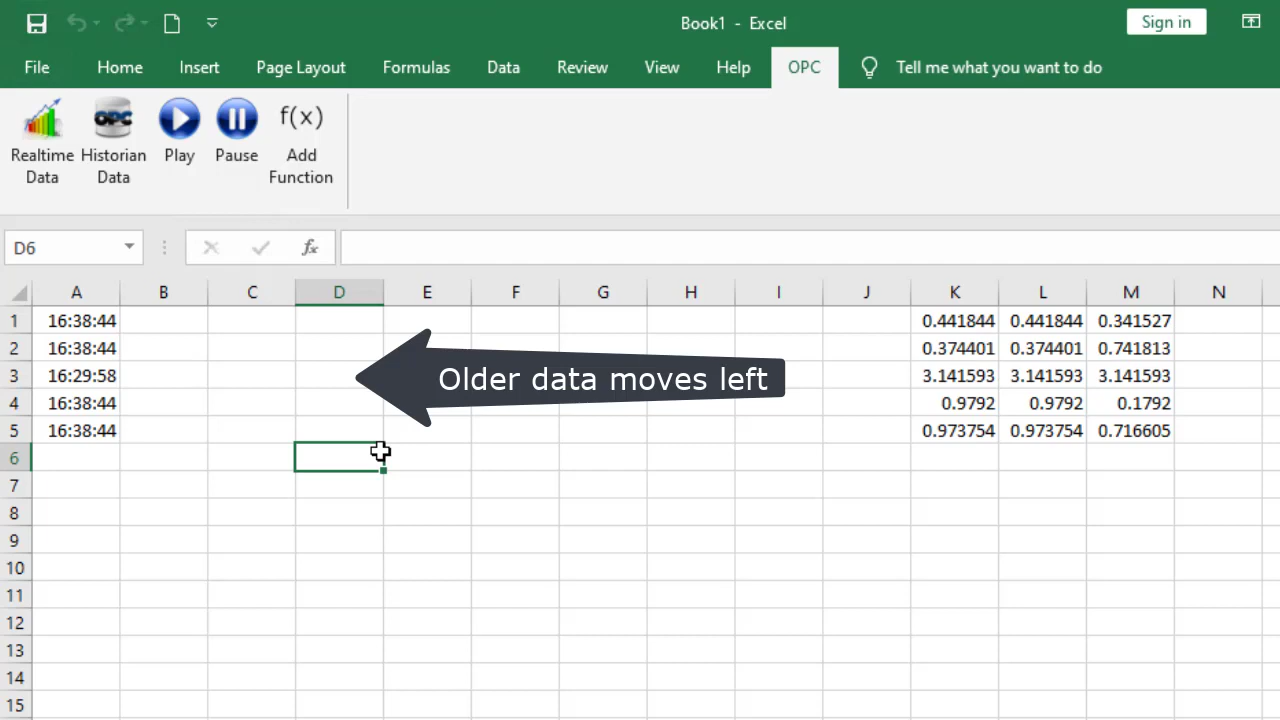 Book1 - Excel
Sign in
File Home Insert Page Layout Formulas Data Review View Help OPC Tell me what you want to do
OPC
f(x)
Realtime Data
Historian Data
Play
Pause
Add Function
D6
fx
A B C D E F G H I J K L M N
1 16:38:44 0.441844 0.441844 0.341527
2 16:38:44 0.374401 0.374401 0.741813
3 16:29:58 3.141593 3.141593 3.141593
Older data moves left
4 16:38:44 0.9792 0.9792 0.1792
5 16:38:44 0.973754 0.973754 0.716605
6
7
8
9
10
11
12
13
14
15